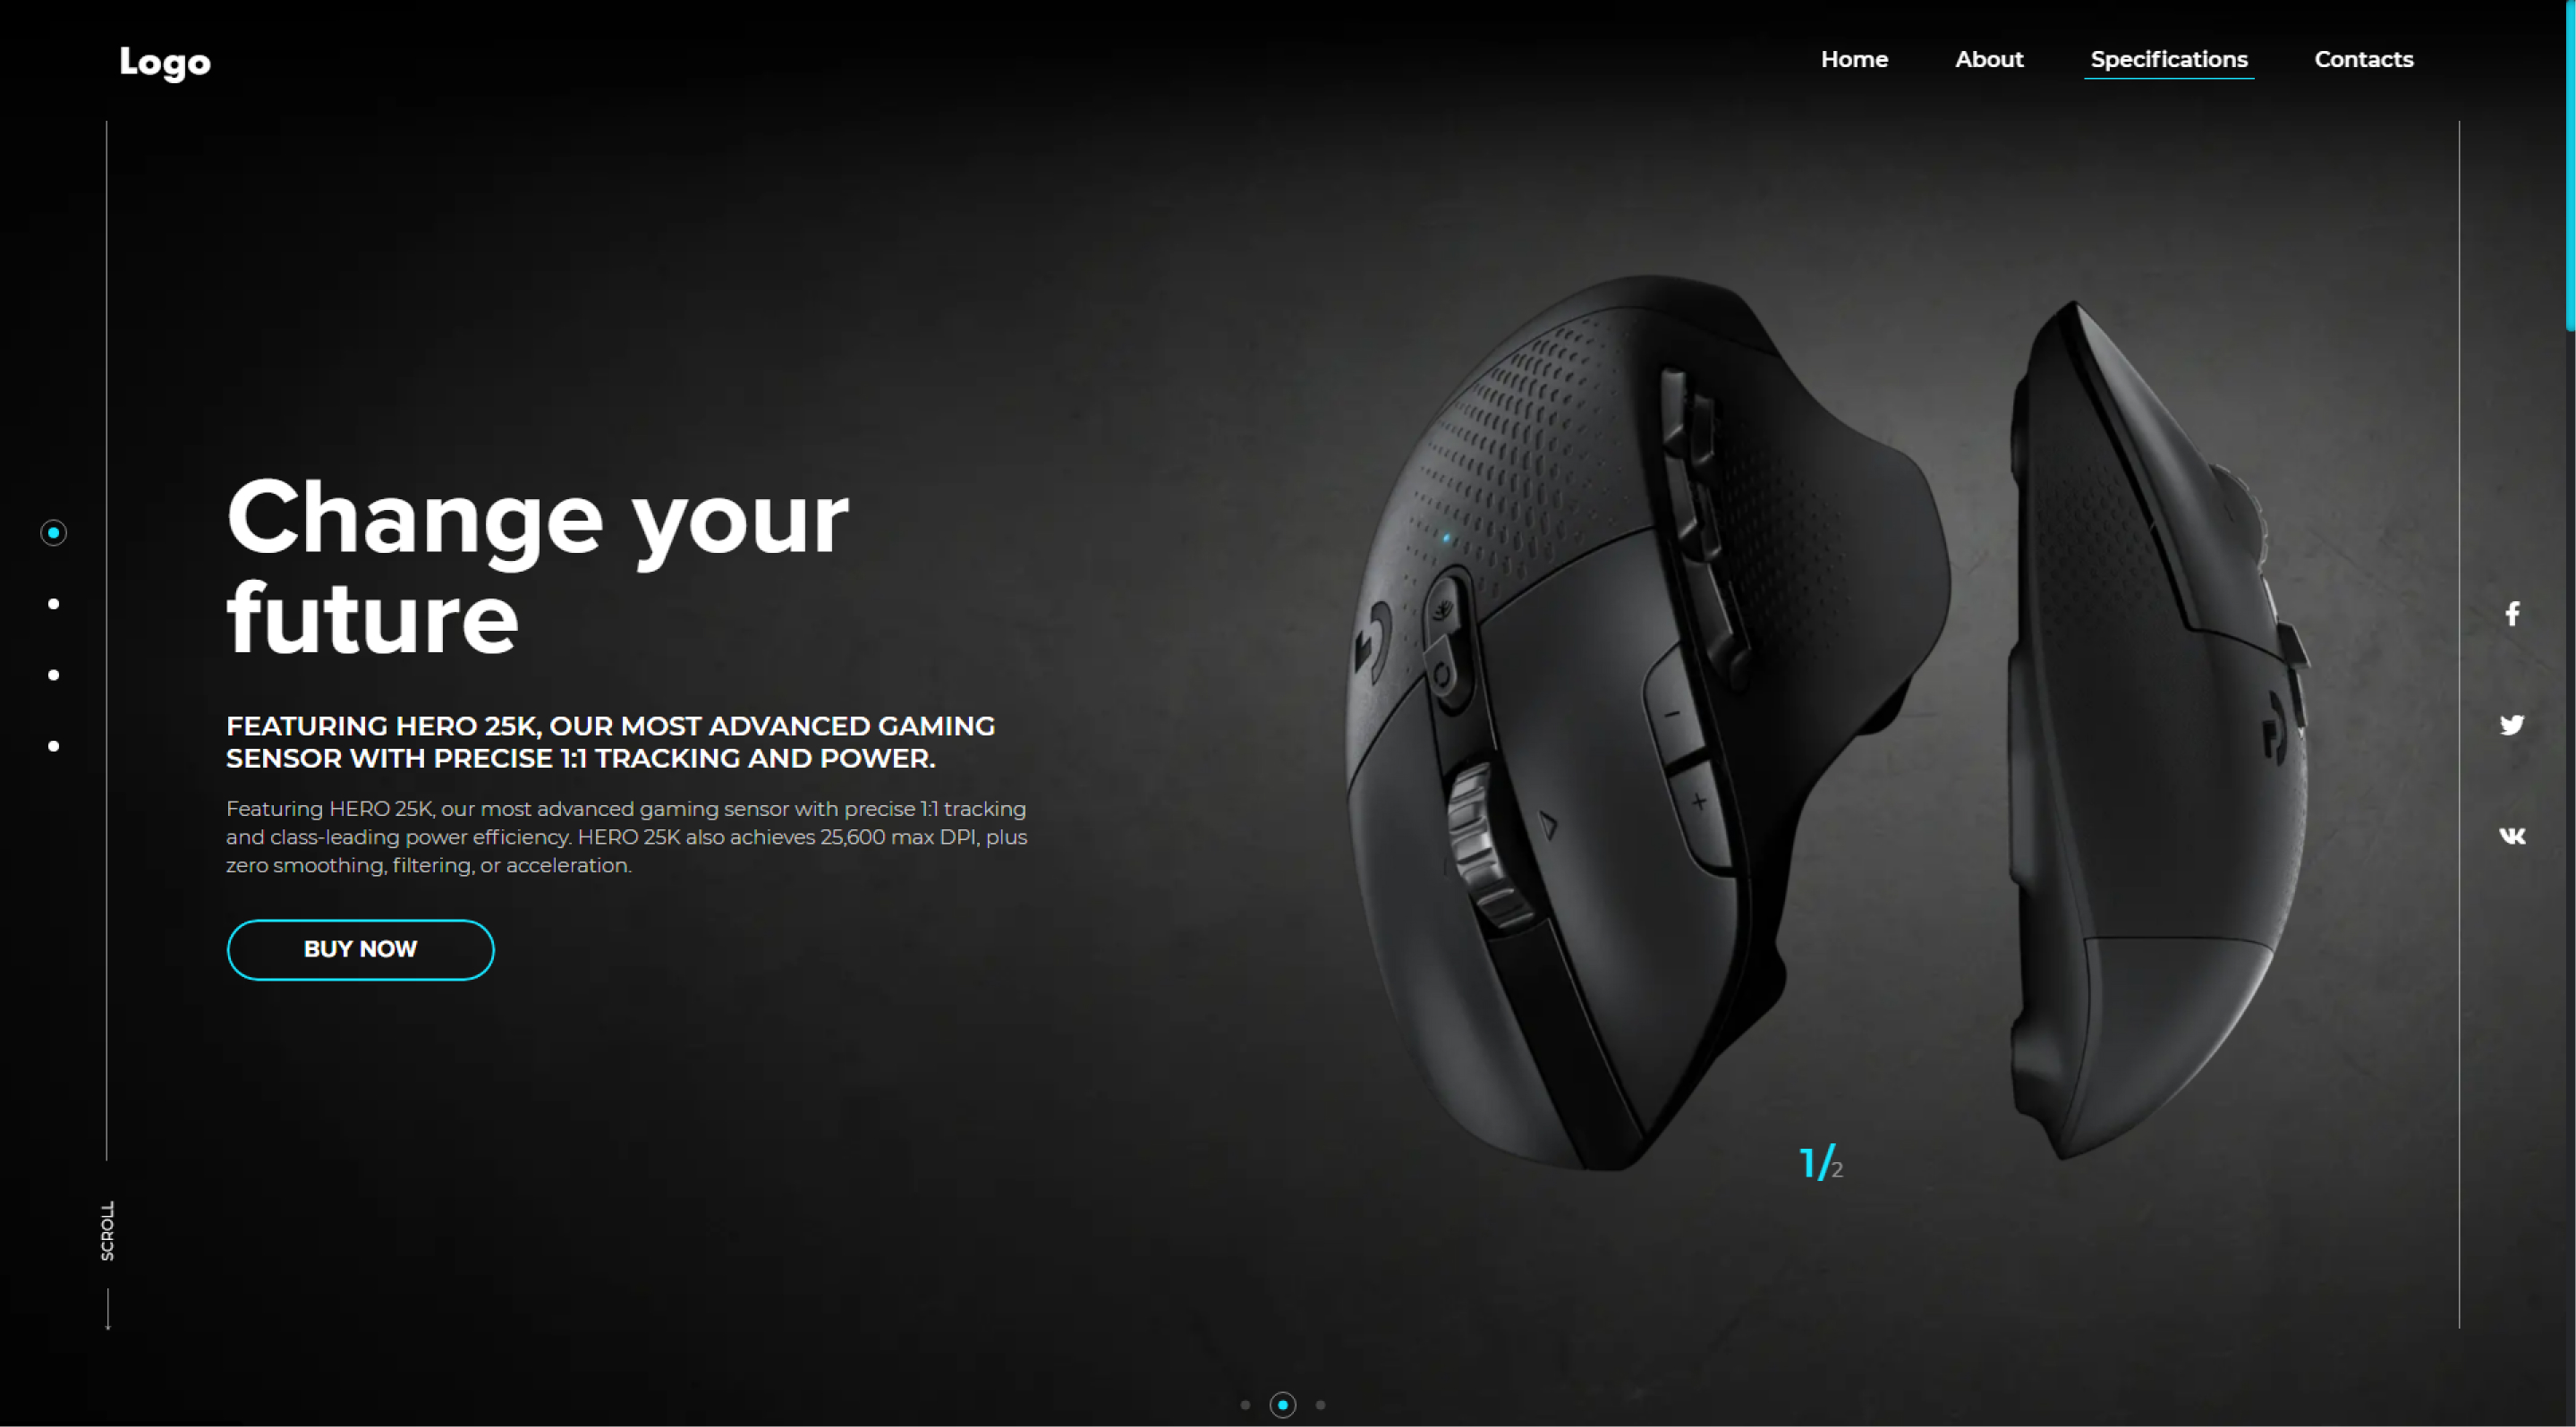 Logo
Home
About
Specifications
Contacts
Change your
future
FEATURING HERO 25K, OUR MOST ADVANCED GAMING
SENSOR WITH PRECISE 1:1 TRACKING AND POWER.
Featuring HERO 25K, our most advanced gaming sensor with precise 1:1 tracking
and class-leading power efficiency. HERO 25K also achieves 25,600 max DPI, plus
zero smoothing, filtering, or acceleration.
BUY NOW
1/2
SCROLL